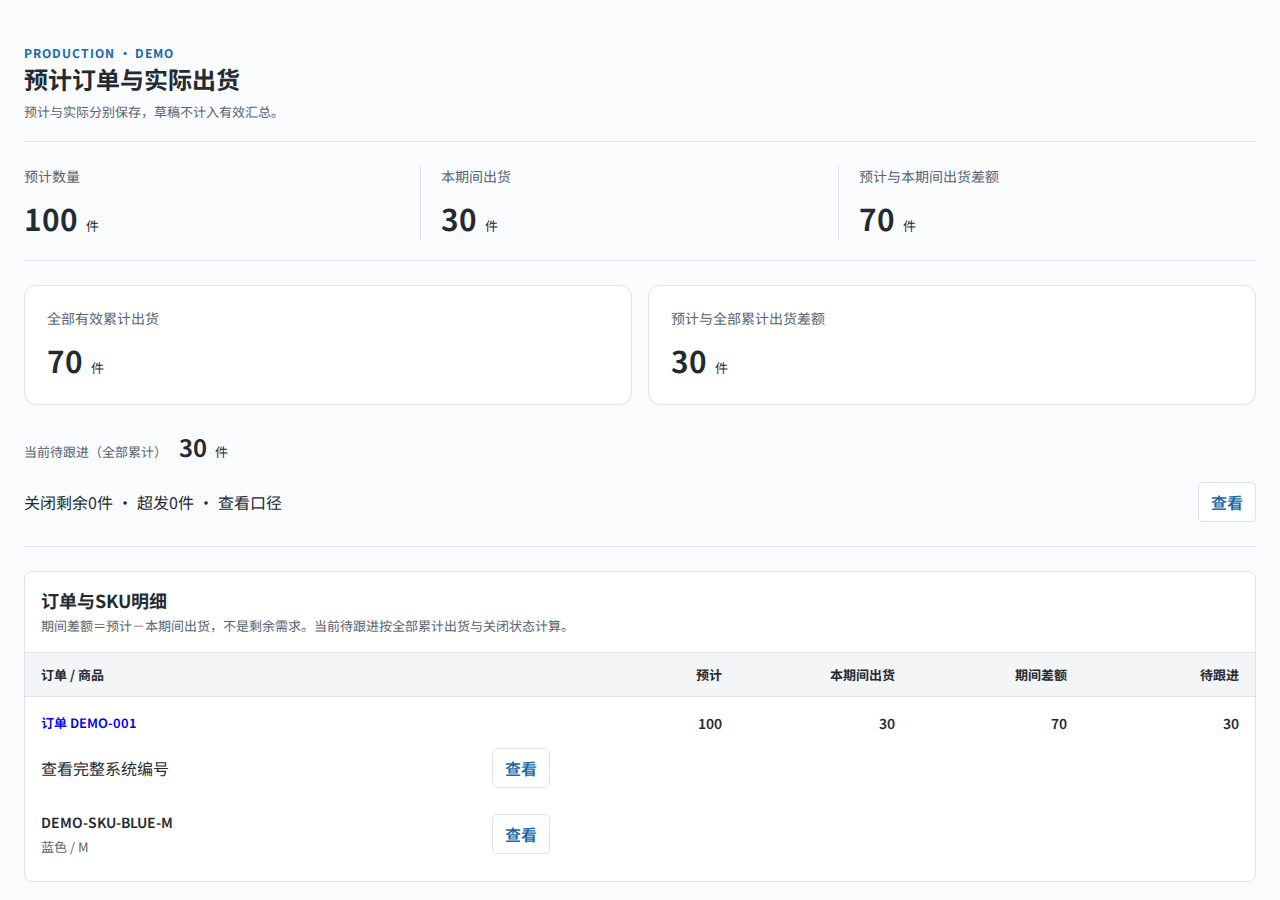 PRODUCTION · DEMO
预计订单与实际出货
预计与实际分别保存，草稿不计入有效汇总。
预计数量
100 件
本期间出货
30 件
预计与本期间出货差额
70 件
全部有效累计出货
70 件
预计与全部累计出货差额
30 件
当前待跟进（全部累计） 30 件
关闭剩余0件 · 超发0件 · 查看口径 查看
订单与SKU明细
期间差额＝预计－本期间出货，不是剩余需求。当前待跟进按全部累计出货与关闭状态计算。
订单 / 商品 预计 本期间出货 期间差额 待跟进
订单 DEMO-001 100 30 70 30
查看完整系统编号 查看
DEMO-SKU-BLUE-M 查看
蓝色 / M